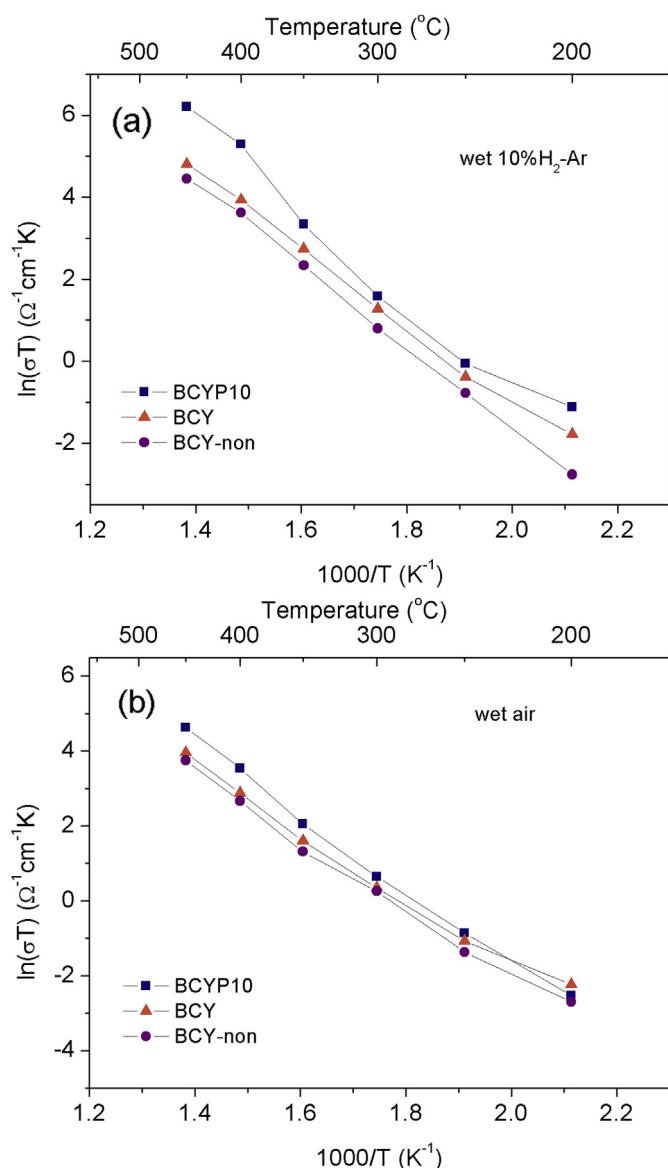 Temperature (°C)
500 400 300 200
(a)
wet 10%H₂-Ar
6
4
2
0
-2
ln(σT) (Ω⁻¹cm⁻¹K)
BCYP10
BCY
BCY-non
1.2 1.4 1.6 1.8 2.0 2.2
1000/T (K⁻¹)
Temperature (°C)
500 400 300 200
(b)
wet air
6
4
2
0
-2
-4
ln(σT) (Ω⁻¹cm⁻¹K)
BCYP10
BCY
BCY-non
1.2 1.4 1.6 1.8 2.0 2.2
1000/T (K⁻¹)